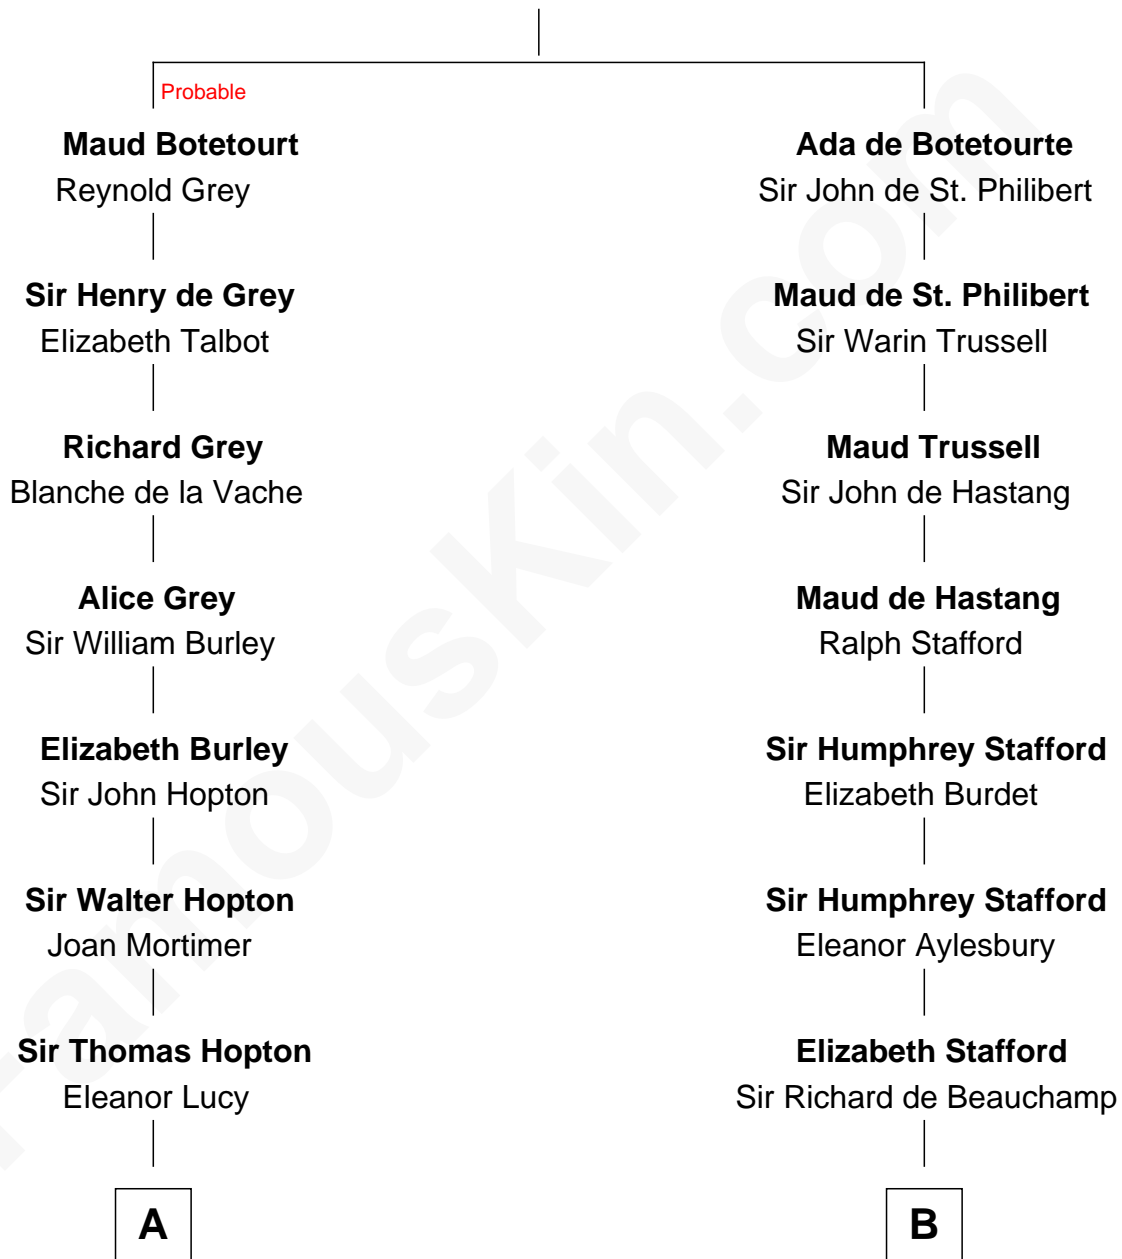 Probable
Maud Botetourt
Reynold Grey
Ada de Botetourte
Sir John de St. Philibert
Sir Henry de Grey
Elizabeth Talbot
Maud de St. Philibert
Sir Warin Trussell
Richard Grey
Blanche de la Vache
Maud Trussell
Sir John de Hastang
Alice Grey
Sir William Burley
Maud de Hastang
Ralph Stafford
Elizabeth Burley
Sir John Hopton
Sir Humphrey Stafford
Elizabeth Burdet
Sir Walter Hopton
Joan Mortimer
Sir Humphrey Stafford
Eleanor Aylesbury
Sir Thomas Hopton
Eleanor Lucy
Elizabeth Stafford
Sir Richard de Beauchamp
A
B
FamousKin.com